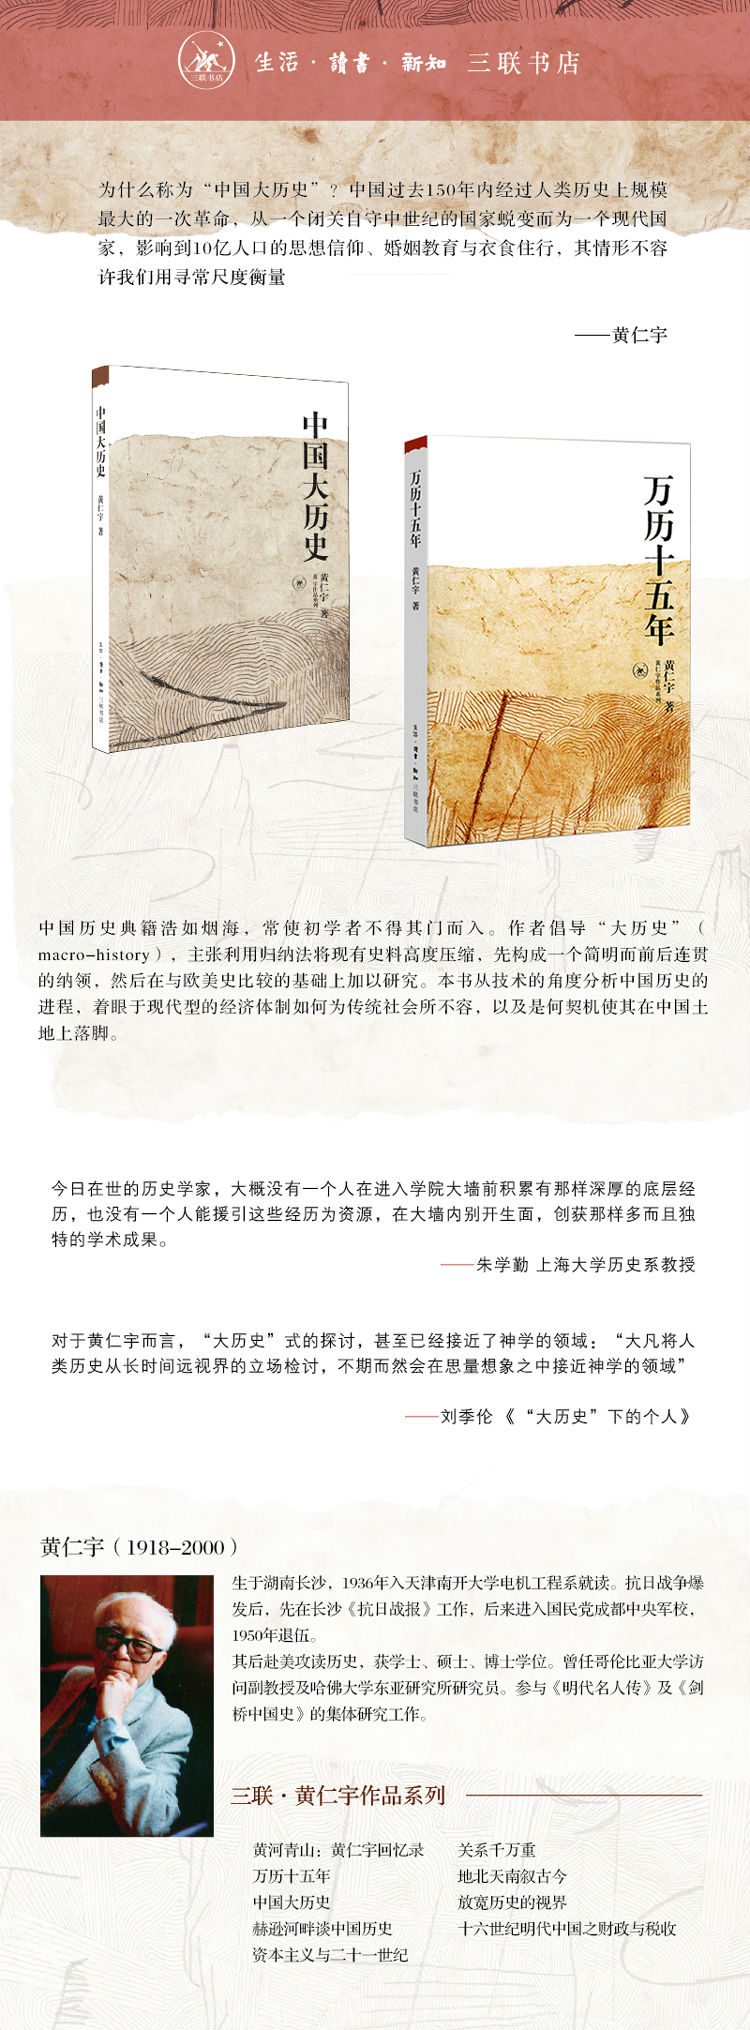 三联书店
生活·讀書·新知 三联书店
为什么称为“中国大历史”？中国过去150年内经过人类历史上规模
最大的一次革命，从一个闭关自守中世纪的国家蜕变而为一个现代国
家，影响到10亿人口的思想信仰、婚姻教育与衣食住行，其情形不容
许我们用寻常尺度衡量
——黄仁宇
中国大历史
黄仁宇 著
生活·讀書·新知 三联书店
中国大历史
黄仁宇 著
黄仁宇作品系列
万历十五年
黄仁宇 著
生活·讀書·新知 三联书店
万历十五年
黄仁宇 著
黄仁宇作品系列
中国历史典籍浩如烟海，常使初学者不得其门而入。作者倡导“大历史”（
macro-history），主张利用归纳法将现有史料高度压缩，先构成一个简明而前后连贯
的纳领，然后在与欧美史比较的基础上加以研究。本书从技术的角度分析中国历史的
进程，着眼于现代型的经济体制如何为传统社会所不容，以及是何契机使其在中国土
地上落脚。
今日在世的历史学家，大概没有一个人在进入学院大墙前积累有那样深厚的底层经
历，也没有一个人能援引这些经历为资源，在大墙内别开生面，创获那样多而且独
特的学术成果。
——朱学勤 上海大学历史系教授
对于黄仁宇而言，“大历史”式的探讨，甚至已经接近了神学的领域：“大凡将人
类历史从长时间远视界的立场检讨，不期而然会在思量想象之中接近神学的领域”
——刘季伦《“大历史”下的个人》
黄仁宇（1918-2000）
生于湖南长沙，1936年入天津南开大学电机工程系就读。抗日战争爆
发后，先在长沙《抗日战报》工作，后来进入国民党成都中央军校，
1950年退伍。
其后赴美攻读历史，获学士、硕士、博士学位。曾任哥伦比亚大学访
问副教授及哈佛大学东亚研究所研究员。参与《明代名人传》及《剑
桥中国史》的集体研究工作。
三联·黄仁宇作品系列
黄河青山：黄仁宇回忆录 关系千万重
万历十五年 地北天南叙古今
中国大历史 放宽历史的视界
赫逊河畔谈中国历史 十六世纪明代中国之财政与税收
资本主义与二十一世纪